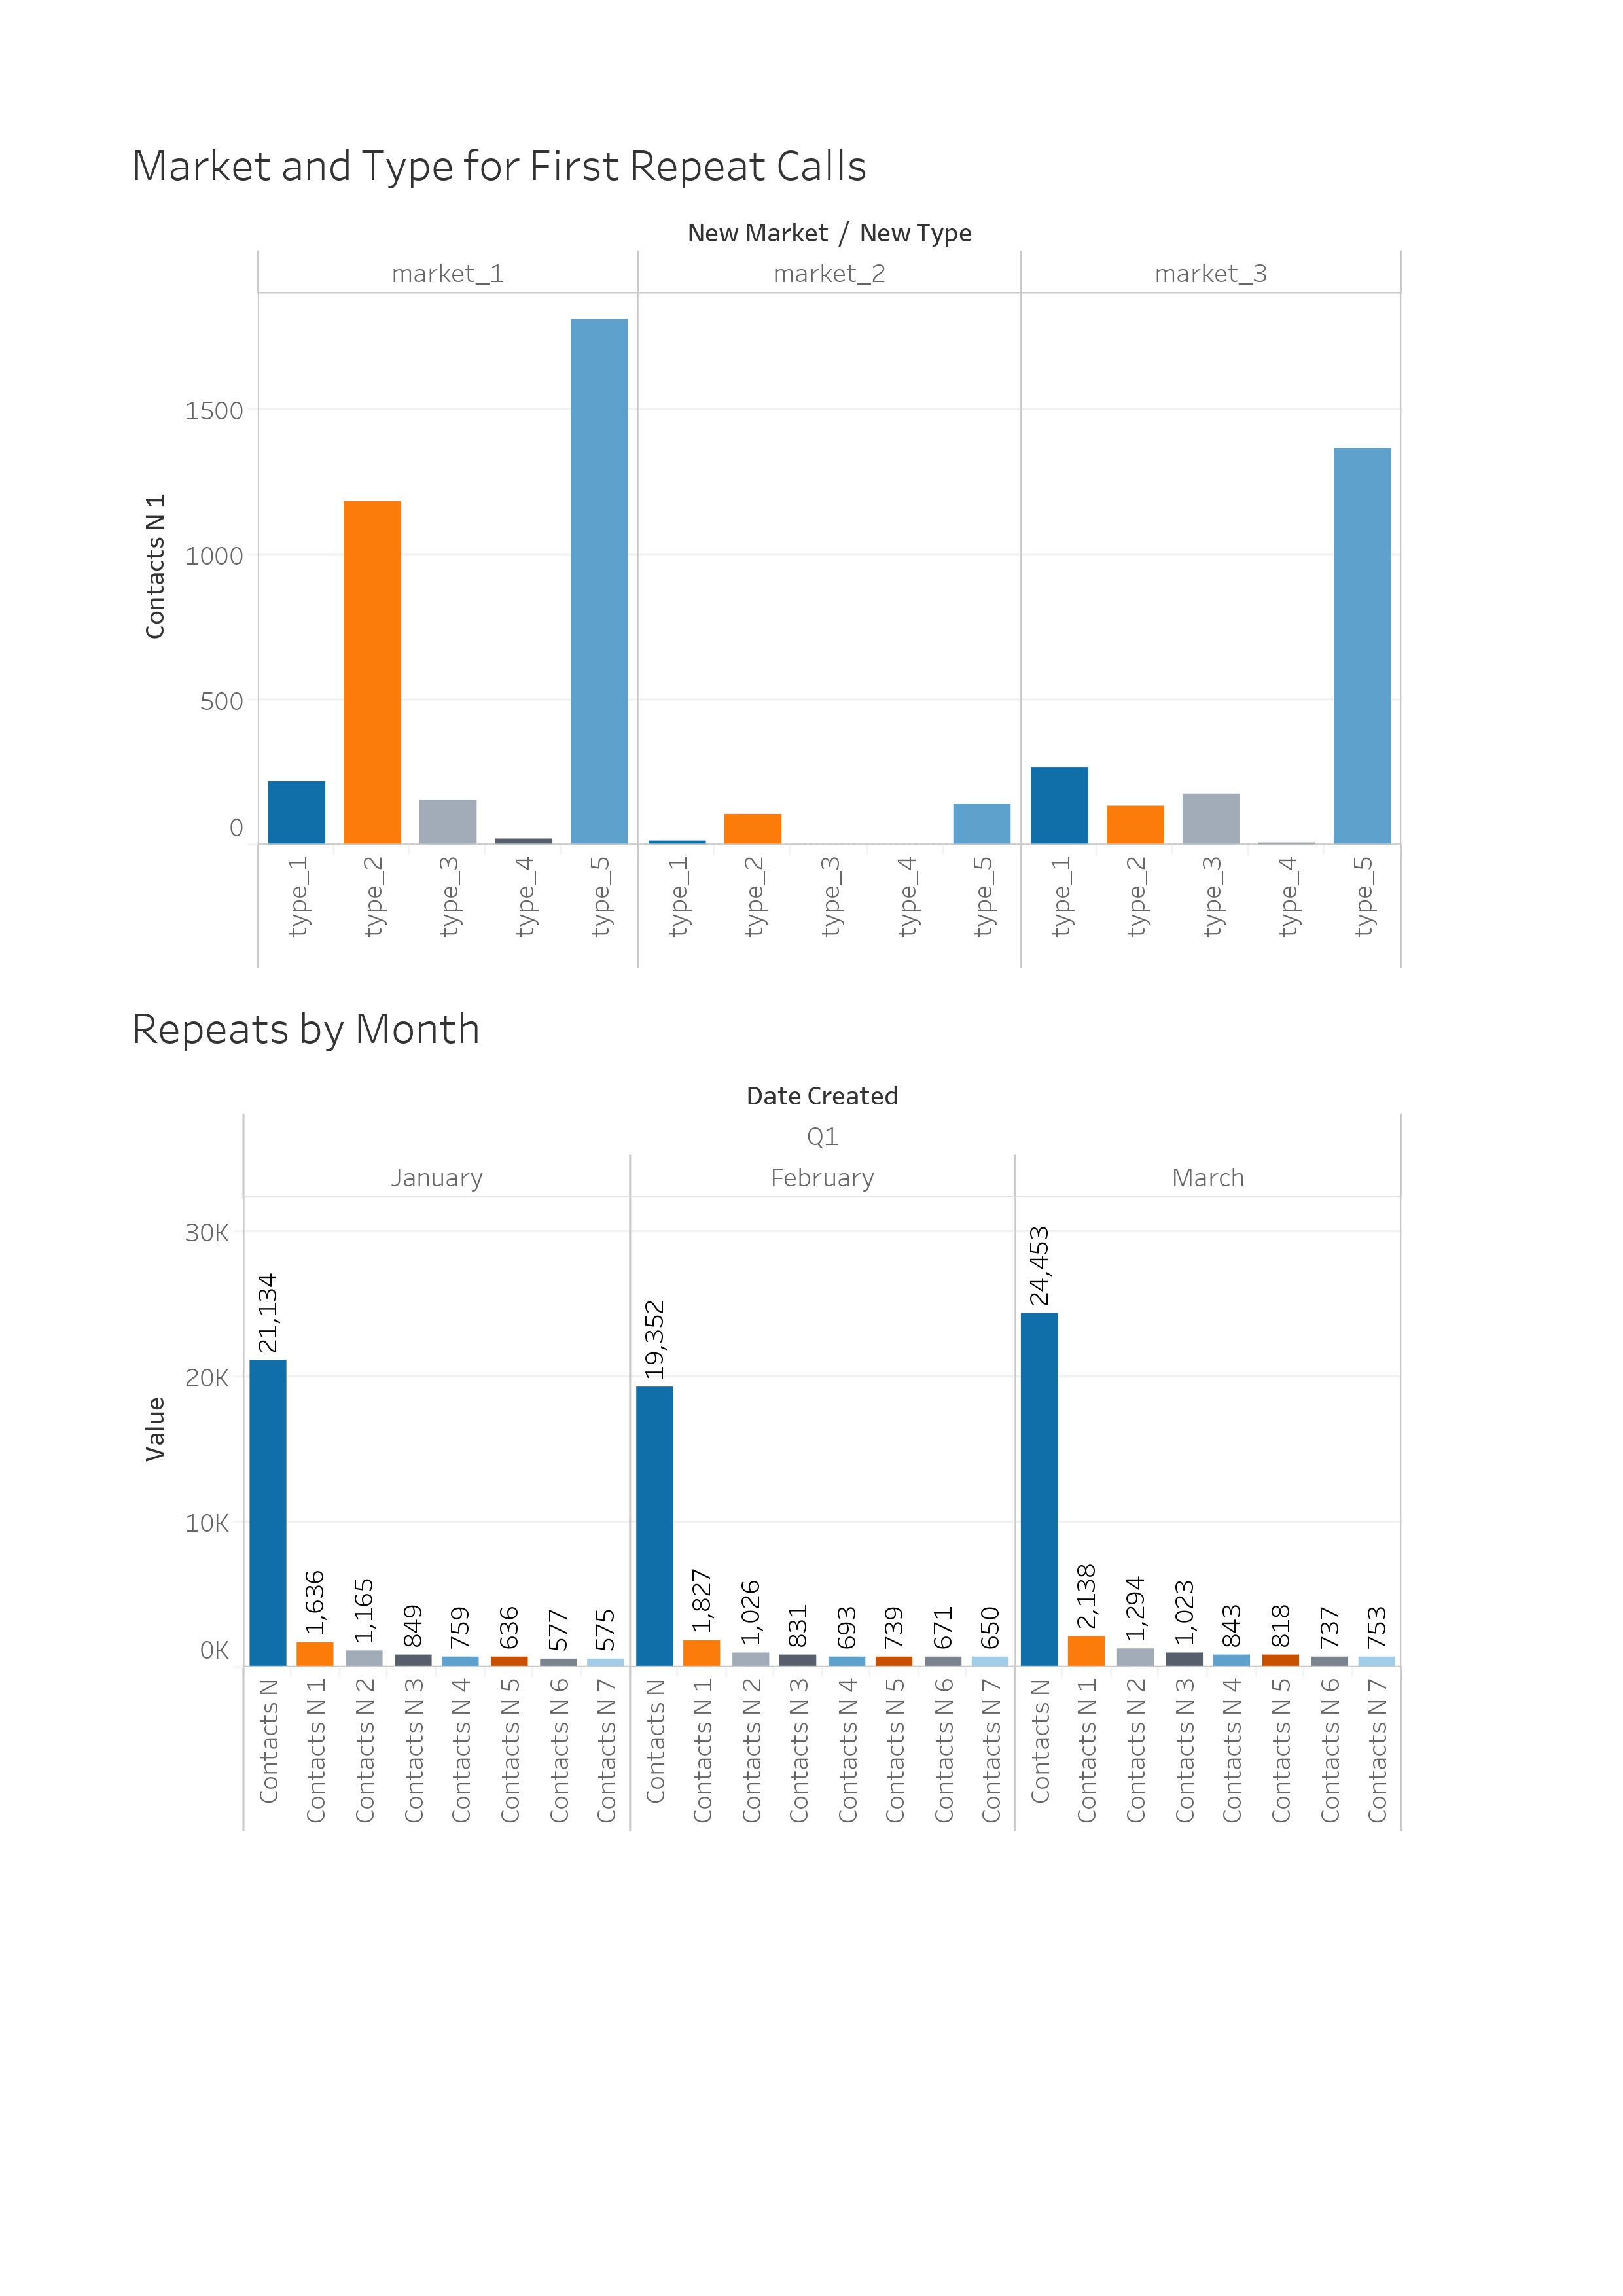 Market and Type for First Repeat Calls
New Market / New Type
market_1 market_2 market_3
Contacts N 1
1500
1000
500
0
type_1 type_2 type_3 type_4 type_5 type_1 type_2 type_3 type_4 type_5 type_1 type_2 type_3 type_4 type_5
Repeats by Month
Date Created
Q1
January February March
Value
30K
20K
10K
0K
21,134 1,636 1,165 849 759 636 577 575 19,352 1,827 1,026 831 693 739 671 650 24,453 2,138 1,294 1,023 843 818 737 753
Contacts N Contacts N 1 Contacts N 2 Contacts N 3 Contacts N 4 Contacts N 5 Contacts N 6 Contacts N 7 Contacts N Contacts N 1 Contacts N 2 Contacts N 3 Contacts N 4 Contacts N 5 Contacts N 6 Contacts N 7 Contacts N Contacts N 1 Contacts N 2 Contacts N 3 Contacts N 4 Contacts N 5 Contacts N 6 Contacts N 7